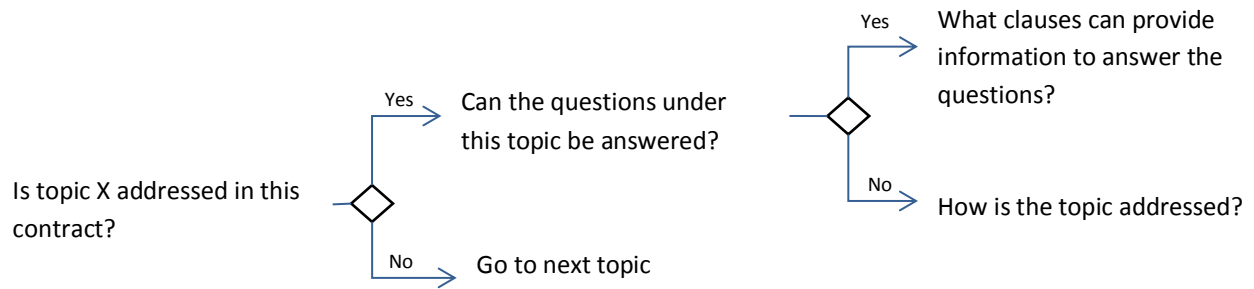 Is topic X addressed in this
contract?
Yes
Can the questions under
this topic be answered?
Yes
What clauses can provide
information to answer the
questions?
No
How is the topic addressed?
No
Go to next topic